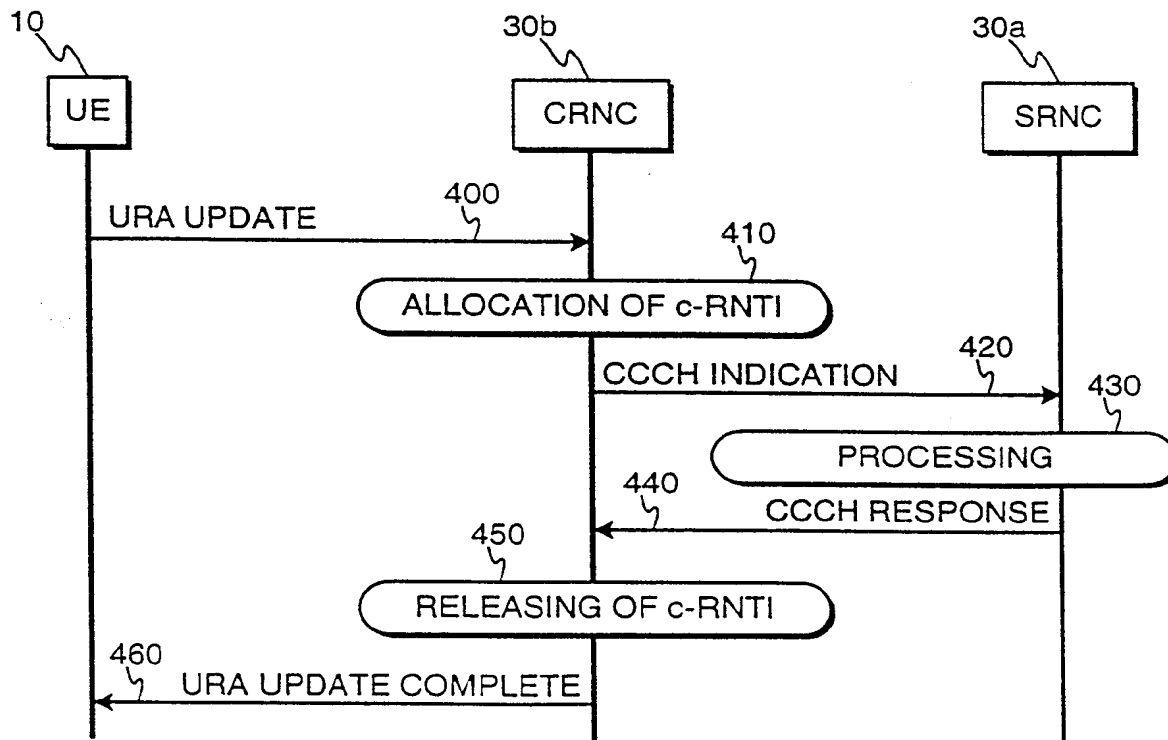 10
30b
30a
UE
CRNC
SRNC
400
URA UPDATE
410
ALLOCATION OF c-RNTI
420
CCCH INDICATION
430
PROCESSING
440
CCCH RESPONSE
450
RELEASING OF c-RNTI
460
URA UPDATE COMPLETE